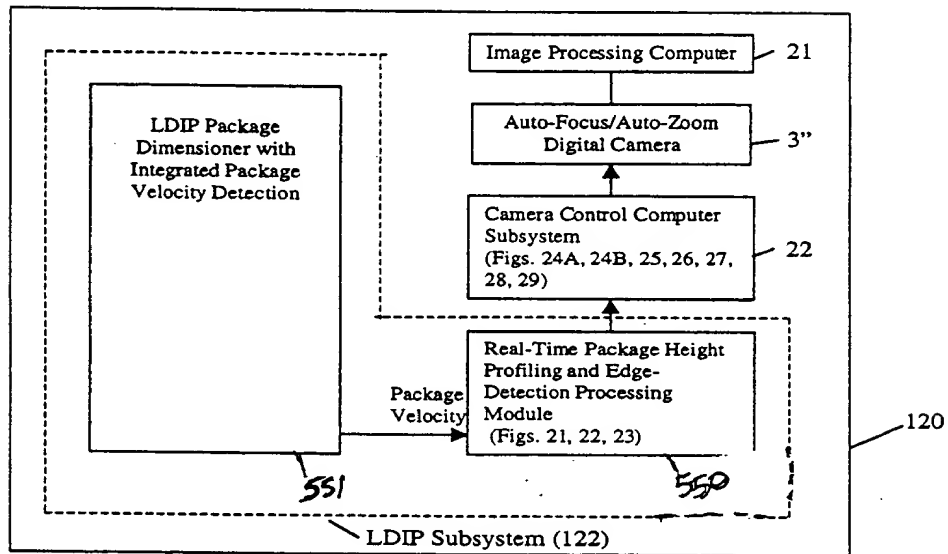 Image Processing Computer
21
LDIP Package
Dimensioner with
Integrated Package
Velocity Detection
Auto-Focus/Auto-Zoom
Digital Camera
3"
Camera Control Computer
Subsystem
(Figs. 24A, 24B, 25, 26, 27,
28, 29)
22
Real-Time Package Height
Profiling and Edge-
Detection Processing
Module
(Figs. 21, 22, 23)
Package
Velocity
120
551
550
LDIP Subsystem (122)